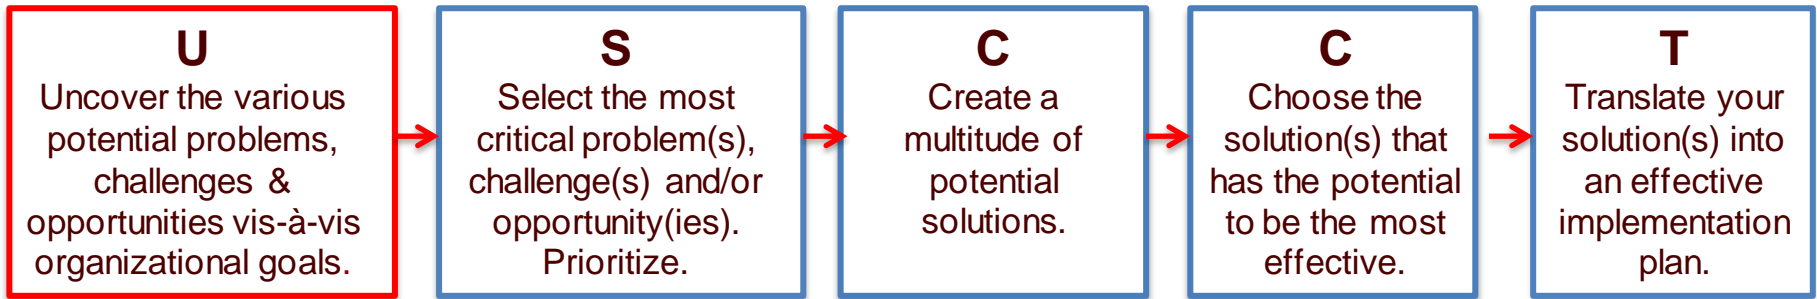 U
Uncover the various
potential problems,
challenges &
opportunities vis-à-vis
organizational goals.
S
Select the most
critical problem(s),
challenge(s) and/or
opportunity(ies).
Prioritize.
C
Create a
multitude of
potential
solutions.
C
Choose the
solution(s) that
has the potential
to be the most
effective.
T
Translate your
solution(s) into
an effective
implementation
plan.